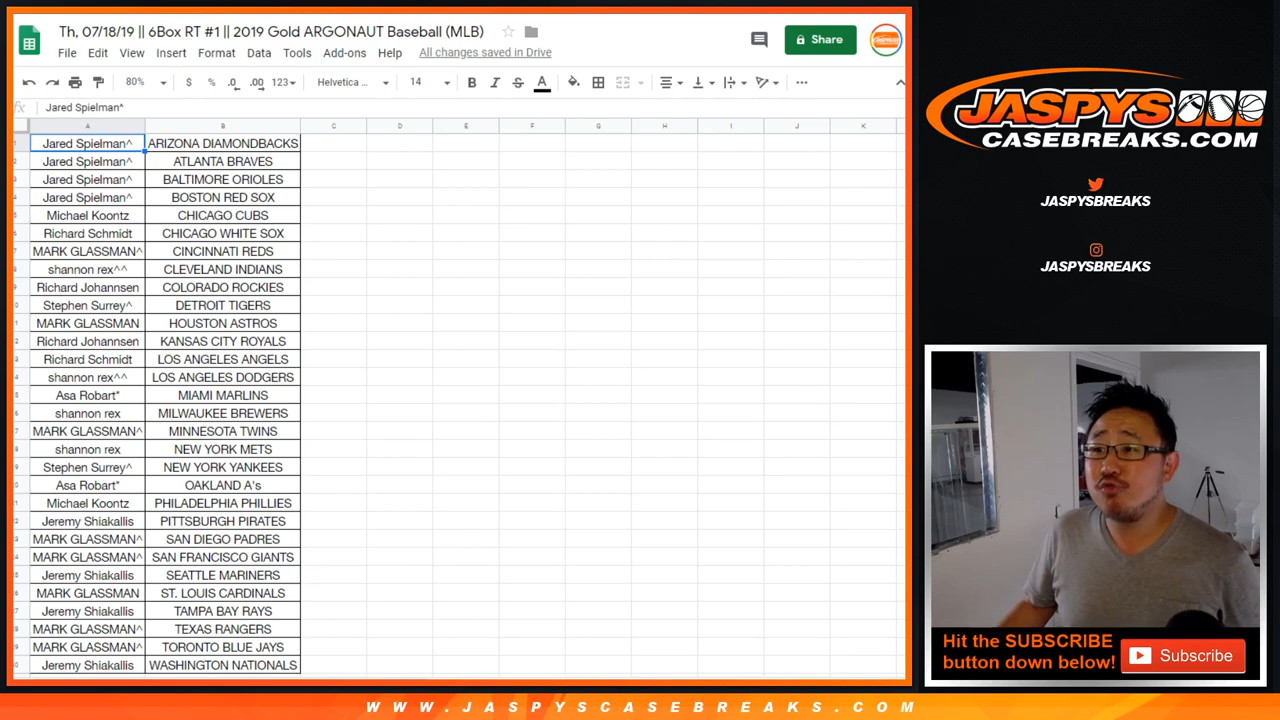 Th, 07/18/19 || 6Box RT #1 || 2019 Gold ARGONAUT Baseball (MLB)
File Edit View Insert Format Data Tools Add-ons Help All changes saved in Drive
Share
80% $ % .0 .00 123 Helvetica ... 14 B I S A
fx Jared Spielman^
A B C D E F G H I J K
Jared Spielman^ ARIZONA DIAMONDBACKS
Jared Spielman^ ATLANTA BRAVES
Jared Spielman^ BALTIMORE ORIOLES
Jared Spielman^ BOSTON RED SOX
Michael Koontz CHICAGO CUBS
Richard Schmidt CHICAGO WHITE SOX
MARK GLASSMAN^ CINCINNATI REDS
shannon rex^^ CLEVELAND INDIANS
Richard Johannsen COLORADO ROCKIES
Stephen Surrey^ DETROIT TIGERS
MARK GLASSMAN HOUSTON ASTROS
Richard Johannsen KANSAS CITY ROYALS
Richard Schmidt LOS ANGELES ANGELS
shannon rex^^ LOS ANGELES DODGERS
Asa Robart* MIAMI MARLINS
shannon rex MILWAUKEE BREWERS
MARK GLASSMAN^ MINNESOTA TWINS
shannon rex NEW YORK METS
Stephen Surrey^ NEW YORK YANKEES
Asa Robart* OAKLAND A's
Michael Koontz PHILADELPHIA PHILLIES
Jeremy Shiakallis PITTSBURGH PIRATES
MARK GLASSMAN^ SAN DIEGO PADRES
MARK GLASSMAN^ SAN FRANCISCO GIANTS
Jeremy Shiakallis SEATTLE MARINERS
MARK GLASSMAN ST. LOUIS CARDINALS
Jeremy Shiakallis TAMPA BAY RAYS
MARK GLASSMAN^ TEXAS RANGERS
MARK GLASSMAN^ TORONTO BLUE JAYS
Jeremy Shiakallis WASHINGTON NATIONALS
JASPYS
CASEBREAKS.COM
JASPYSBREAKS
JASPYSBREAKS
Hit the SUBSCRIBE
button down below!
Subscribe
WWW.JASPYSCASEBREAKS.COM